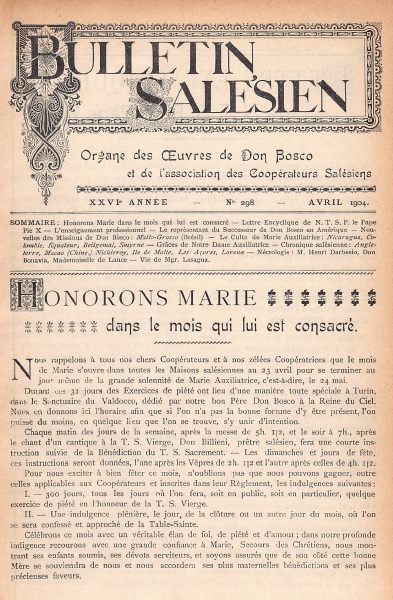 BULLETIN
SALÉSIEN
Organe des Œuvres de Don Bosco
et de l'association des Coopérateurs Salésiens
XXVIe ANNÉE — No 298 — AVRIL 1904.
SOMMAIRE: Honorons Marie dans le mois qui lui est consacré — Lettre Encyclique de N. T. S. P. le Pape
Pie X — L'enseignement professionnel — Le représentant du Successeur de Don Bosco en Amérique — Nou-
velles des Missions de Don Bosco: Matto-Grosso (Brésil) — Le Culte de Marie Auxiliatrice: Nicaragua, Co-
lombie, Equateur, Betgemal, Smyrne — Grâces de Notre Dame Auxiliatrice — Chronique salésienne: Angle-
terre, Macao (Chine,) Nictheroy, Ile de Malte, Les Açores, Lorena — Nécrologie: M. Henri Darbesio, Don
Bonavia, Mademoiselle de Lance — Vie de Mgr. Lasagna.
HONORONS MARIE
dans le mois qui lui est consacré.
Nous rappelons à tous nos chers Coopérateurs et à nos zélées Coopératrices que le mois
de Marie s'ouvre dans toutes les Maisons salésiennes au 23 avril pour se terminer au
jour même de la grande solennité de Marie Auxiliatrice, c'est-à-dire, le 24 mai.
Durant ces 31 jours des Exercices de piété ont lieu d'une manière toute spéciale à Turin,
dans le Sanctuaire du Valdocco, dédié par notre bon Père Don Bosco à la Reine du Ciel.
Nous en donnons ici l'horaire afin que si l'on n'a pas la bonne fortune d'y être présent, l'on
puisse du moins, en quelque lieu que l'on se trouve, s'y unir d'intention.
Chaque matin des jours de la semaine, après la messe de 5h. 1|2, et le soir à 7h., après
le chant d'un cantique à la T. S. Vierge, Don Billieni, prêtre salésien, fera une courte ins-
truction suivie de la Bénédiction du T. S. Sacrement. — Les dimanches et jours de fête,
ces instructions seront données, l'une après les Vêpres de 2h. 1|2 et l'autre après celles de 4h. 1|2.
Pour nous exciter à bien fêter ce mois, n'oublions pas que nous pouvons gagner, outre
celles applicables aux Coopérateurs et inscrites dans leur Règlement, les indulgences suivantes:
I. — 300 jours, tous les jours où l'on fera, soit en public, soit en particulier, quelque
exercice de piété en l'honneur de la T. S. Vierge.
II. — Une indulgence plénière, le jour, de la clôture ou un autre jour du mois, où l'on
se sera confessé et approché de la Table-Sainte.
Célébrons ce mois avec un véritable élan de foi, de piété et d'amour; dans notre profonde
indigence recourons avec une grande confiance à Marie, Secours des Chrétiens, nous mon-
trant ses enfants soumis, ses dévots serviteurs, et soyons assurés que de son côté cette bonne
Mère se souviendra de nous et nous accordera ses plus maternelles bénédictions et ses plus
précieuses faveurs.